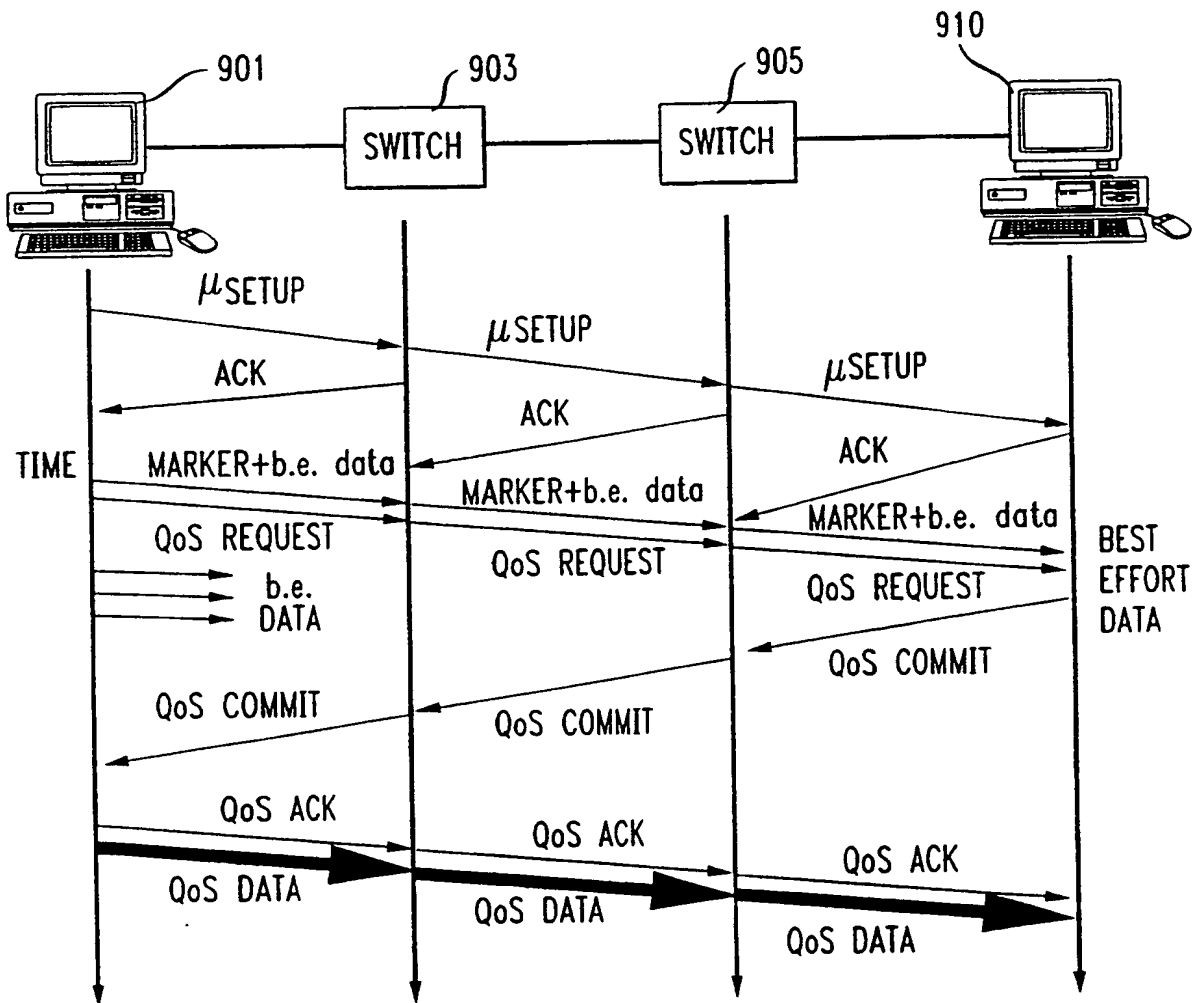 901
903
905
910
SWITCH
SWITCH
μSETUP
μSETUP
μSETUP
ACK
ACK
ACK
TIME
MARKER+b.e. data
MARKER+b.e. data
MARKER+b.e. data
QoS REQUEST
QoS REQUEST
QoS REQUEST
b.e.
DATA
BEST
EFFORT
DATA
QoS COMMIT
QoS COMMIT
QoS COMMIT
QoS ACK
QoS ACK
QoS ACK
QoS DATA
QoS DATA
QoS DATA